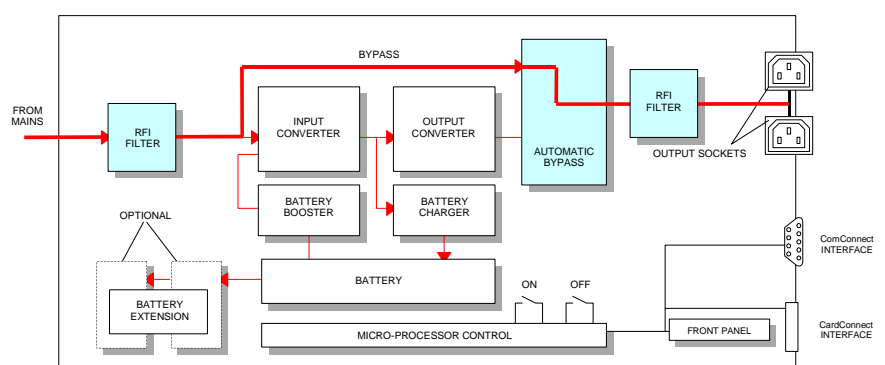 BYPASS
FROM
MAINS
RFI
FILTER
INPUT
CONVERTER
OUTPUT
CONVERTER
AUTOMATIC
BYPASS
RFI
FILTER
OUTPUT SOCKETS
BATTERY
BOOSTER
BATTERY
CHARGER
OPTIONAL
BATTERY
BATTERY
EXTENSION
ON
OFF
MICRO-PROCESSOR CONTROL
FRONT PANEL
ComConnect
INTERFACE
CardConnect
INTERFACE